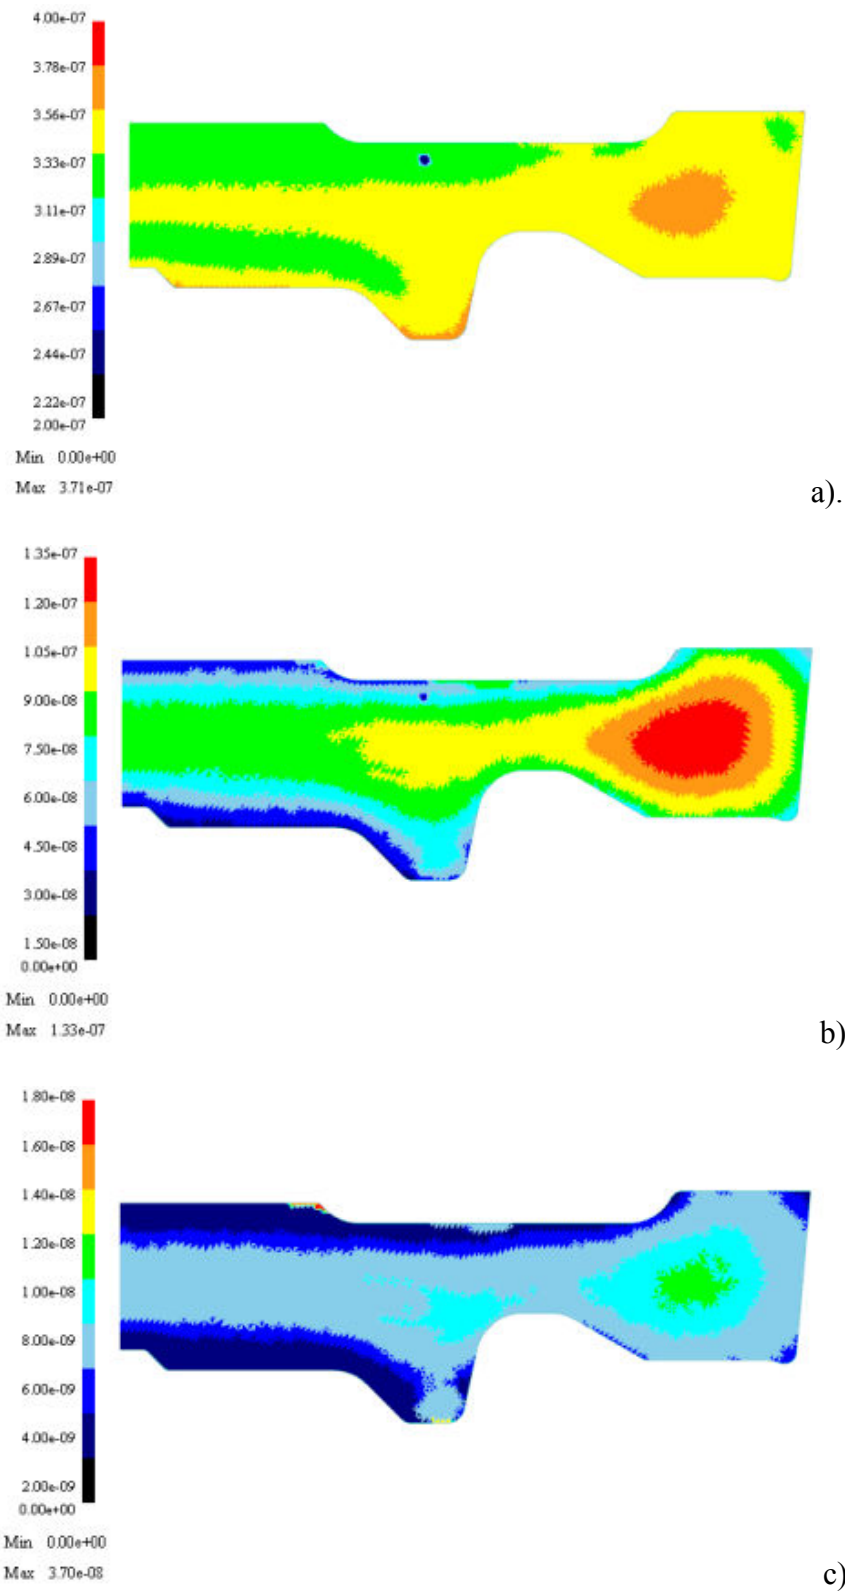 4.00e-07
3.78e-07
3.56e-07
3.33e-07
3.11e-07
2.89e-07
2.67e-07
2.44e-07
2.22e-07
2.00e-07
Min 0.00e+00
Max 3.71e-07
a).
1.35e-07
1.20e-07
1.05e-07
9.00e-08
7.50e-08
6.00e-08
4.50e-08
3.00e-08
1.50e-08
0.00e+00
Min 0.00e+00
Max 1.33e-07
b)
1.80e-08
1.60e-08
1.40e-08
1.20e-08
1.00e-08
8.00e-09
6.00e-09
4.00e-09
2.00e-09
0.00e+00
Min 0.00e+00
Max 3.70e-08
c)